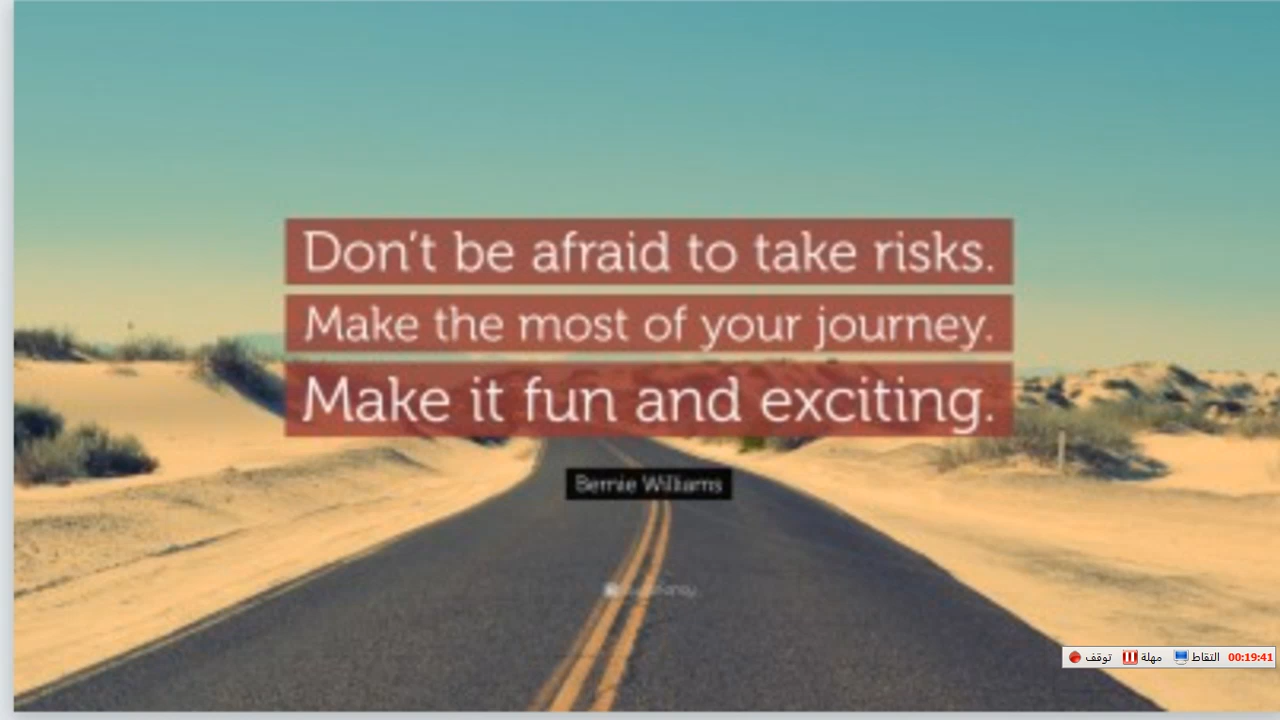 Don't be afraid to take risks.
Make the most of your journey.
Make it fun and exciting.
Bernie Williams
توقف مهلة التقاط 00:19:41